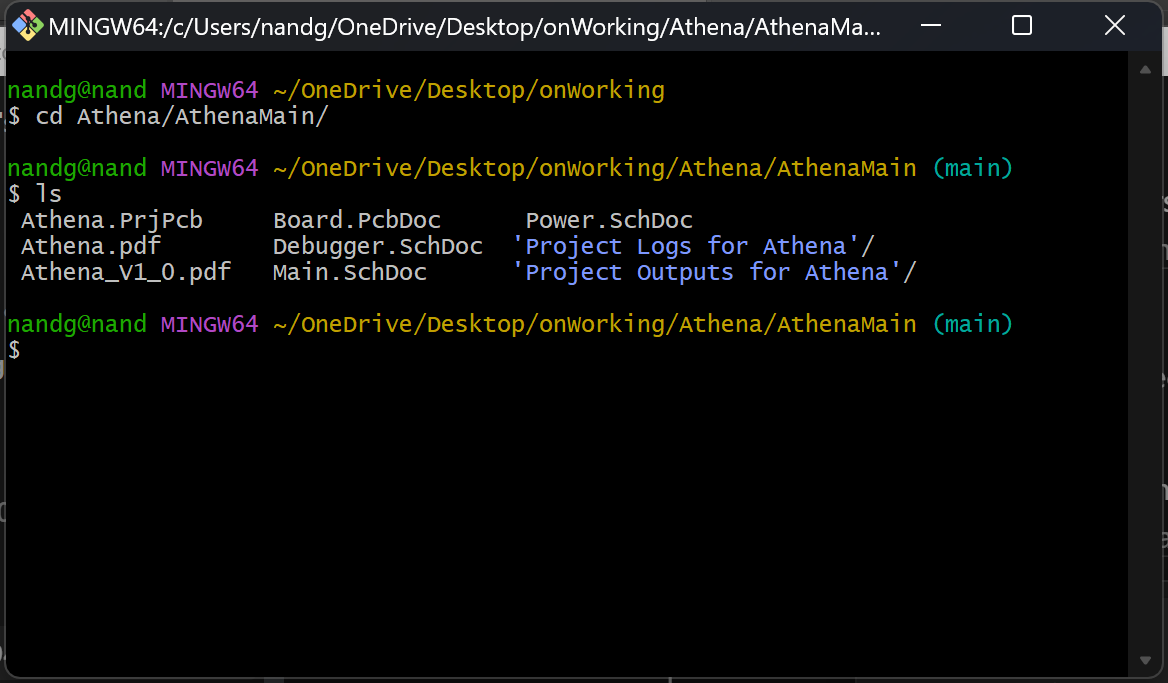 MINGW64:/c/Users/nandg/OneDrive/Desktop/onWorking/Athena/AthenaMa...
nandg@nand MINGW64 ~/OneDrive/Desktop/onWorking
$ cd Athena/AthenaMain/
nandg@nand MINGW64 ~/OneDrive/Desktop/onWorking/Athena/AthenaMain (main)
$ ls
Athena.PrjPcb     Board.PcbDoc      Power.SchDoc
Athena.pdf        Debugger.SchDoc  'Project Logs for Athena'/
Athena_V1_0.pdf   Main.SchDoc      'Project Outputs for Athena'/
nandg@nand MINGW64 ~/OneDrive/Desktop/onWorking/Athena/AthenaMain (main)
$